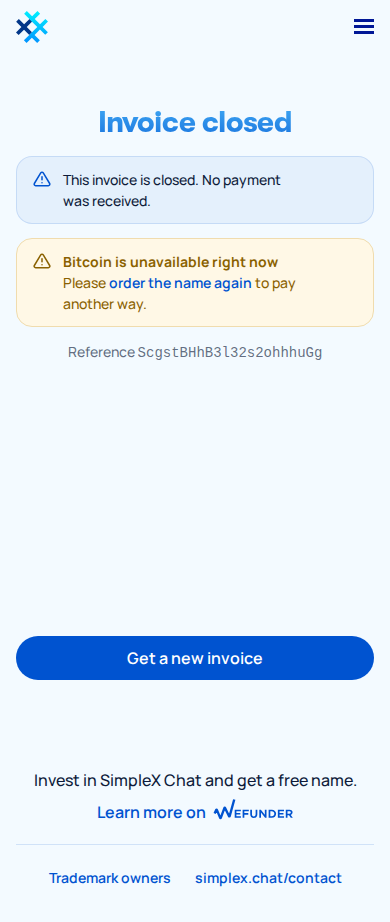 Invoice closed
This invoice is closed. No payment
was received.
Bitcoin is unavailable right now
Please order the name again to pay
another way.
Reference ScgstBHhB3l32s2ohhhuGg
Get a new invoice
Invest in SimpleX Chat and get a free name.
Learn more on WEFUNDER
Trademark owners simplex.chat/contact